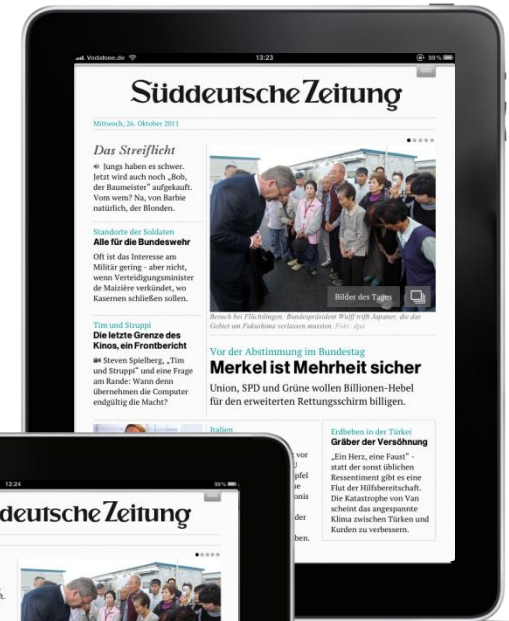 Vodafone.de
13:23
99 %
Süddeutsche Zeitung
Mittwoch, 26. Oktober 2011
Das Streiflicht
Jungs haben es schwer.
Jetzt wird auch noch „Bob,
der Baumeister“ aufgekauft.
Vom wem? Na, von Barbie
natürlich, der Blonden.
Standorte der Soldaten
Alle für die Bundeswehr
Oft ist das Interesse am
Militär gering – aber nicht,
wenn Verteidigungsminister
de Maizière verkündet, wo
Kasernen schließen sollen.
Tim und Struppi
Die letzte Grenze des
Kinos, ein Frontbericht
Steven Spielberg, „Tim
und Struppi“ und eine Frage
am Rande: Wann denn
übernehmen die Computer
endgültig die Macht?
Bilder des Tages
Besuch bei Flüchtlingen: Bundespräsident Wulff trifft Japaner, die das
Gebiet um Fukushima verlassen mussten. Foto: dpa
Vor der Abstimmung im Bundestag
Merkel ist Mehrheit sicher
Union, SPD und Grüne wollen Billionen-Hebel
für den erweiterten Rettungsschirm billigen.
Italien
vor
der
Erdbeben in der Türkei
Gräber der Versöhnung
„Ein Herz, eine Faust“ –
statt der sonst üblichen
Ressentiment gibt es eine
Flut der Hilfsbereitschaft.
Die Katastrophe von Van
scheint das angespannte
Klima zwischen Türken und
Kurden zu verbessern.
13:24
99%
deutsche Zeitung